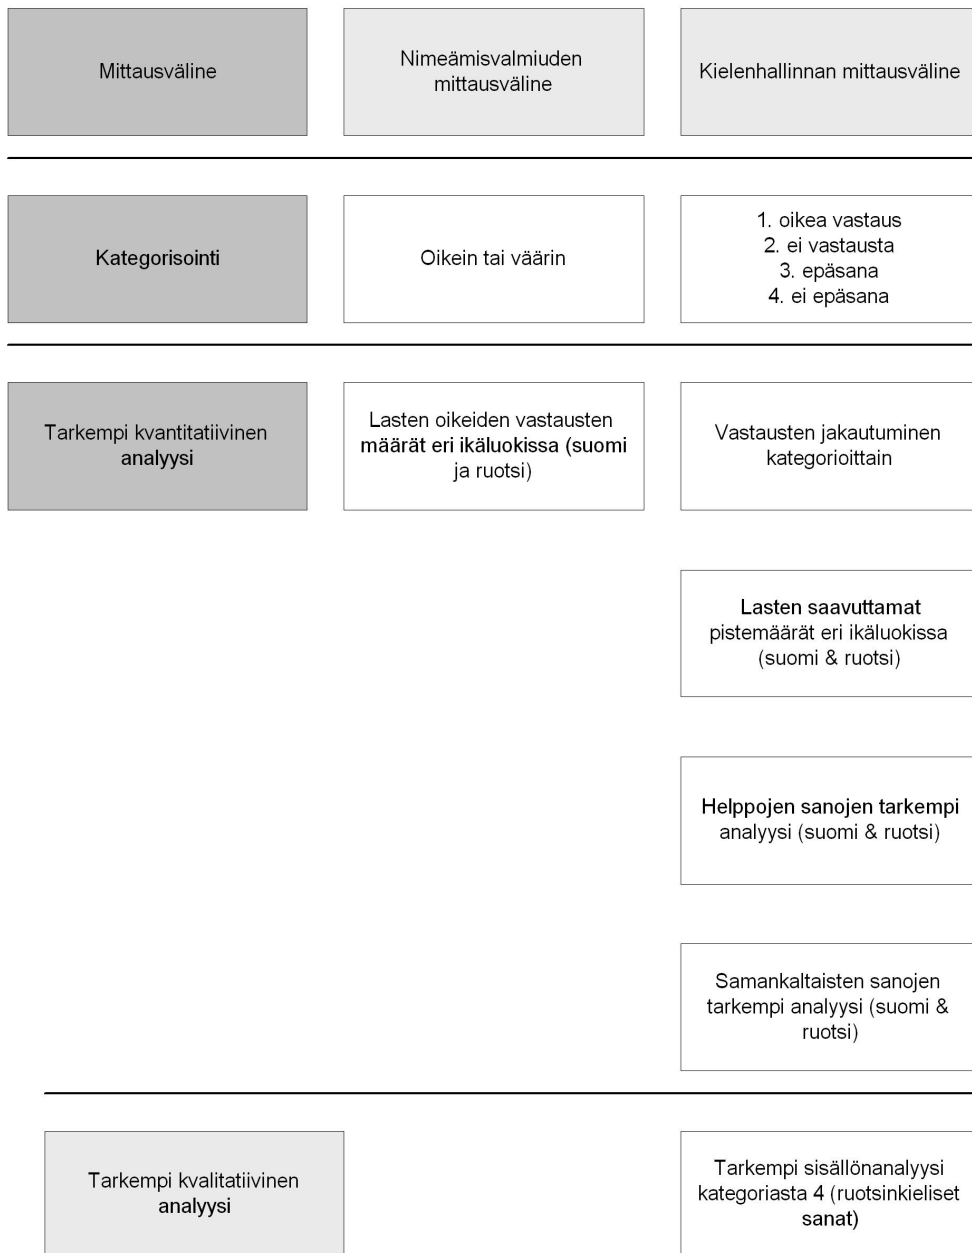 Mittausväline
Nimeämisvalmiuden
mittausväline
Kielenhallinnan mittausväline
Kategorisointi
Oikein tai väärin
1. oikea vastaus
2. ei vastausta
3. epäsana
4. ei epäsana
Tarkempi kvantitatiivinen
analyysi
Lasten oikeiden vastausten
määrät eri ikäluokissa (suomi
ja ruotsi)
Vastausten jakautuminen
kategorioittain
Lasten saavuttamat
pistemäärät eri ikäluokissa
(suomi & ruotsi)
Helppojen sanojen tarkempi
analyysi (suomi & ruotsi)
Samankaltaisten sanojen
tarkempi analyysi (suomi &
ruotsi)
Tarkempi kvalitatiivinen
analyysi
Tarkempi sisällönanalyysi
kategoriasta 4 (ruotsinkieliset
sanat)